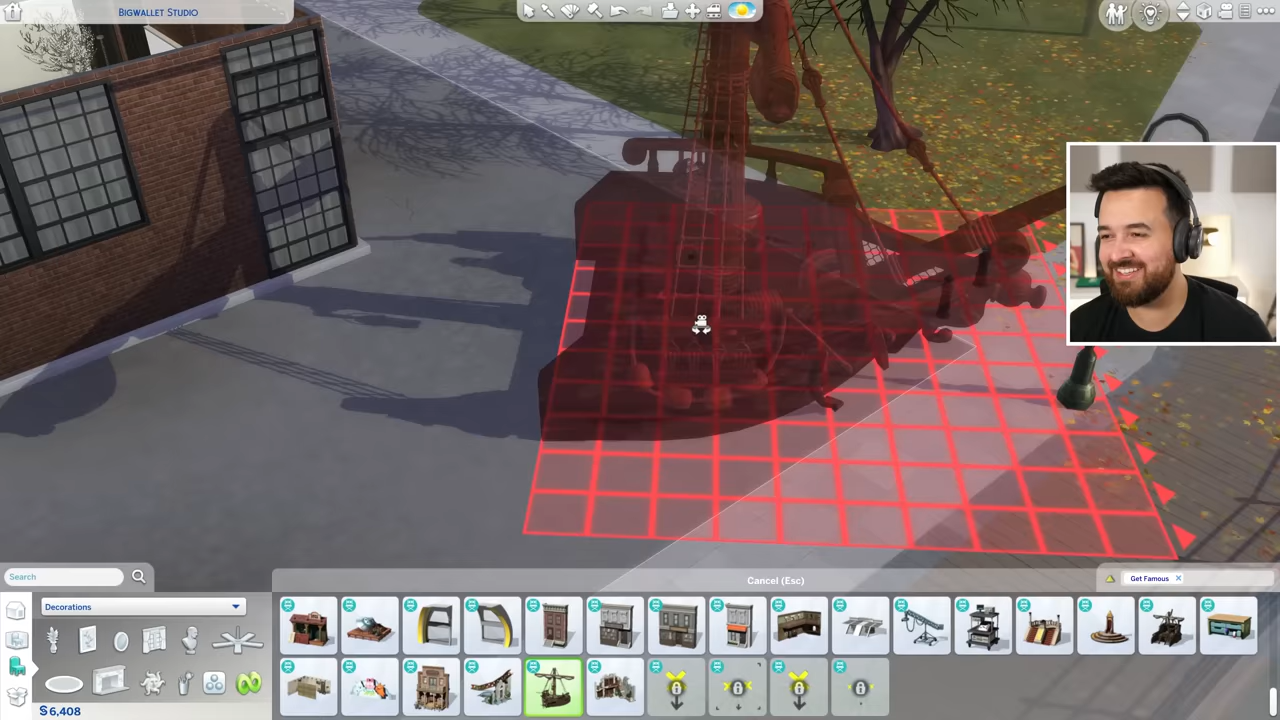 Bigwallet Studio
Cancel (Esc)
Search
Get Famous
Decorations
§6,408